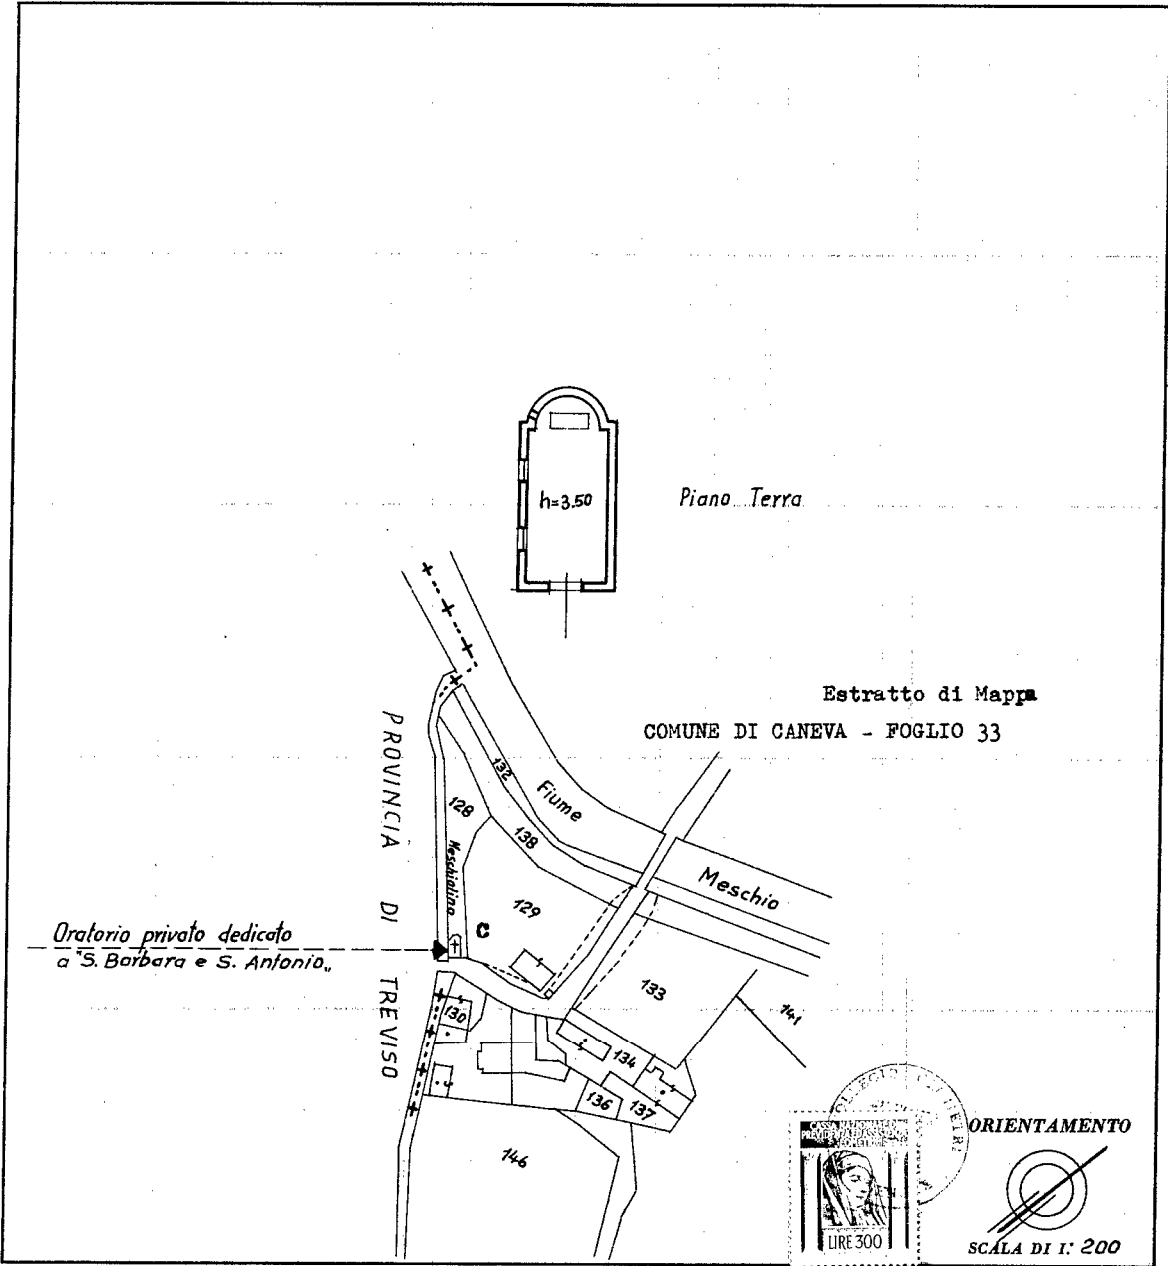 h=3.50
Piano Terra
Estratto di Mappa
COMUNE DI CANEVA - FOGLIO 33
PROVINCIA DI TREVISO
132
Fiume
128
138
Meschio
129
C
Oratorio privato dedicato
a "S. Barbara e S. Antonio„
133
141
130
134
136
137
146
ORIENTAMENTO
LIRE 300
SCALA DI 1: 200